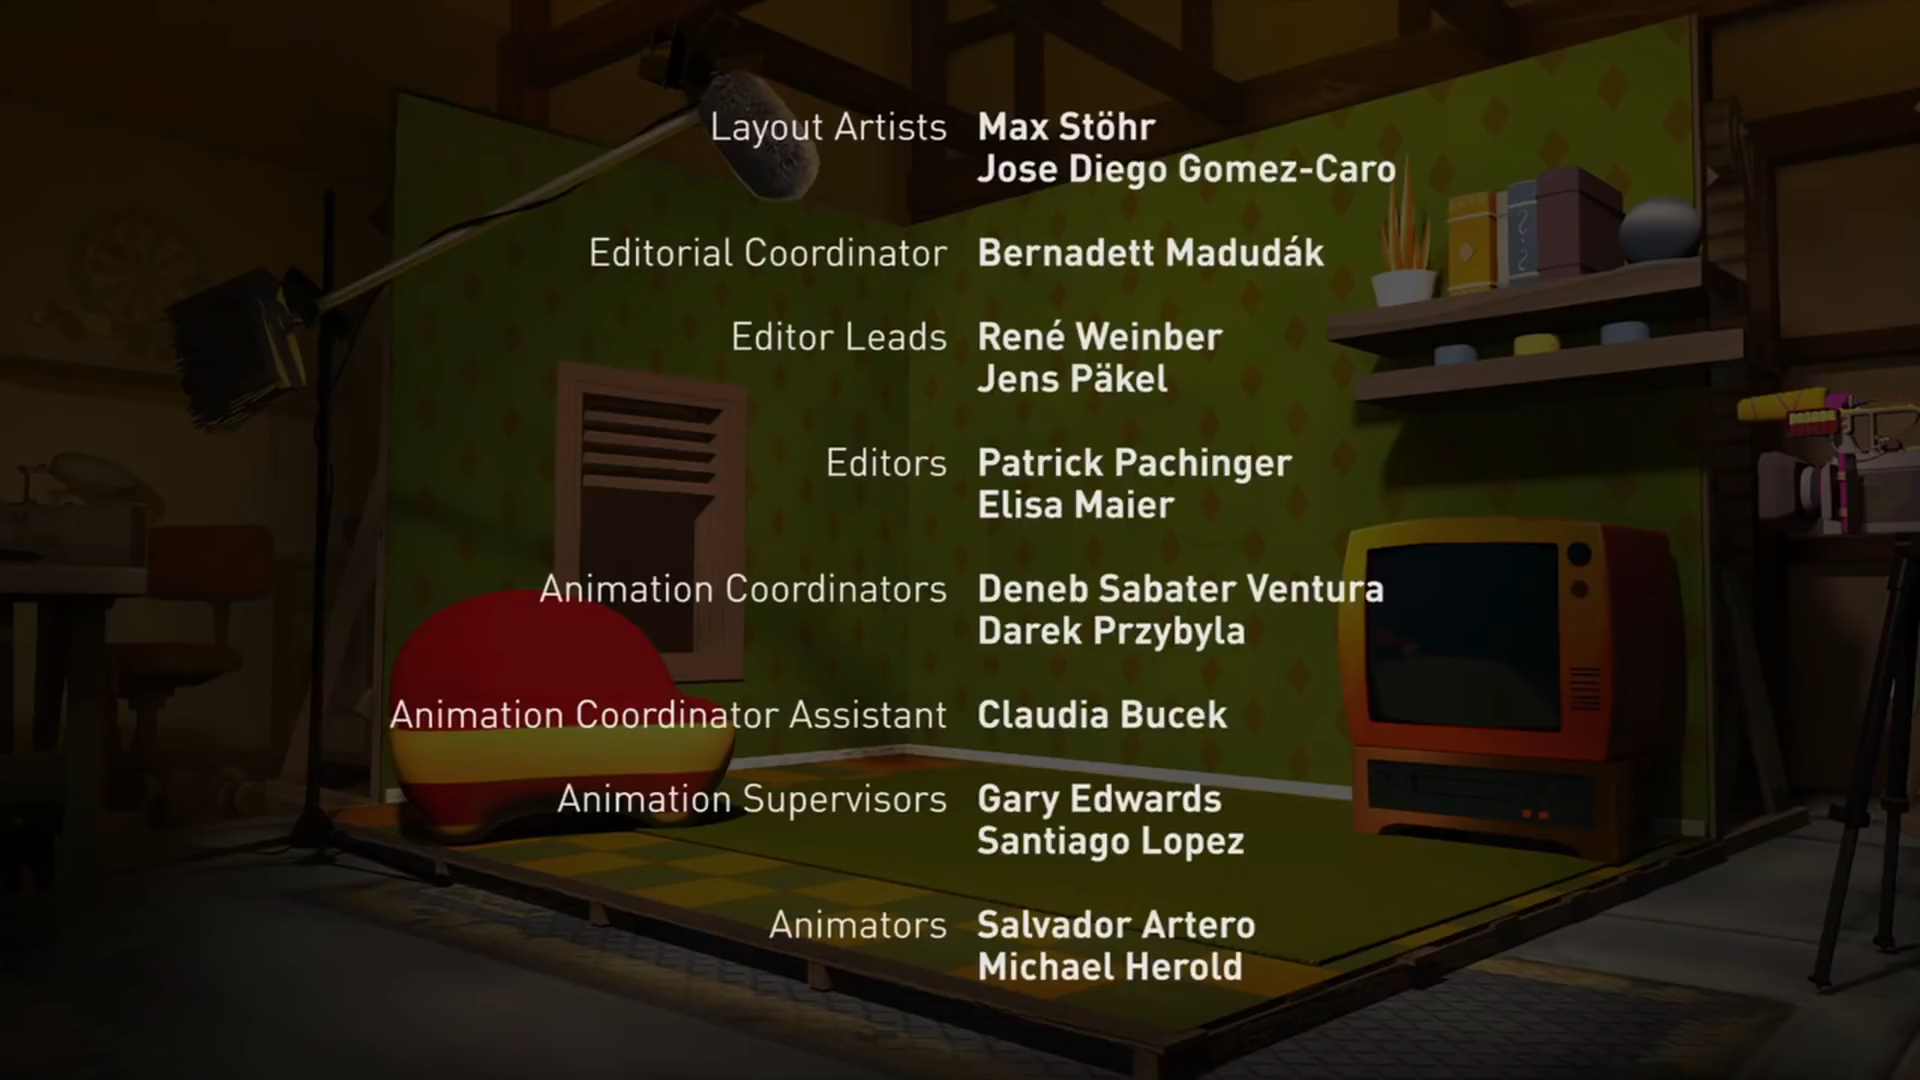 Layout Artists Max Stöhr
Jose Diego Gomez-Caro
Editorial Coordinator Bernadett Madudák
Editor Leads René Weinber
Jens Päkel
Editors Patrick Pachinger
Elisa Maier
Animation Coordinators Deneb Sabater Ventura
Darek Przybyla
Animation Coordinator Assistant Claudia Bucek
Animation Supervisors Gary Edwards
Santiago Lopez
Animators Salvador Artero
Michael Herold